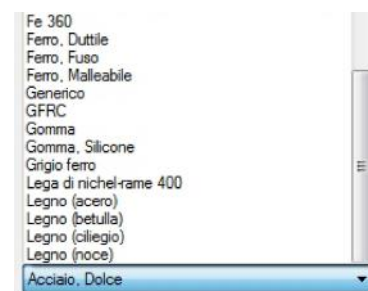 Fe 360
Ferro, Duttile
Ferro, Fuso
Ferro, Malleabile
Generico
GFRC
Gomma
Gomma, Silicone
Grigio ferro
Lega di nichel-rame 400
Legno (acero)
Legno (betulla)
Legno (ciliegio)
Legno (noce)
Acciaio, Dolce